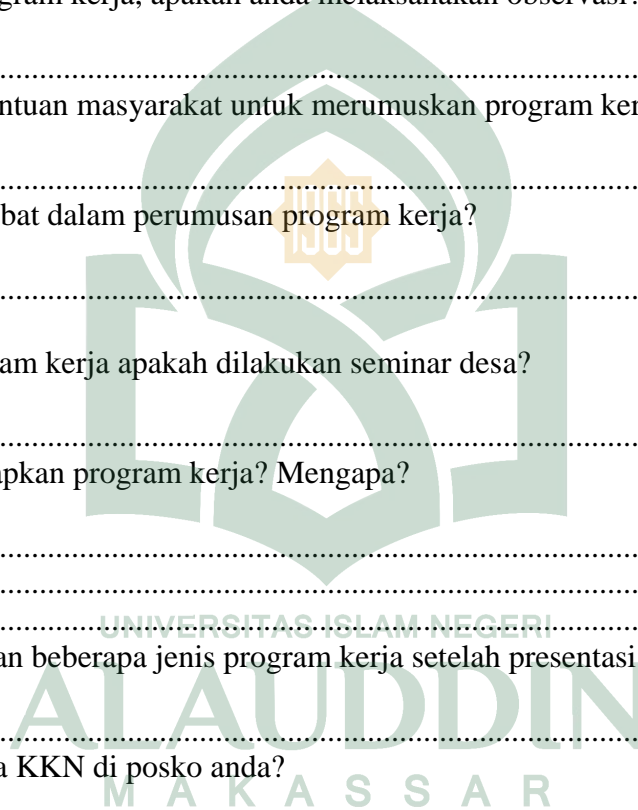 gram kerja, apakah anda melaksanakan observasi?
................................................................................
ntuan masyarakat untuk merumuskan program ker
................................................................................
1965
bat dalam perumusan program kerja?
................................................................................
am kerja apakah dilakukan seminar desa?
................................................................................
apkan program kerja? Mengapa?
................................................................................
................................................................................
................................................................................
UNIVERSITAS ISLAM NEGERI
an beberapa jenis program kerja setelah presentasi
ALAUDDIN
................................................................................
a KKN di posko anda?
MAKASSAR